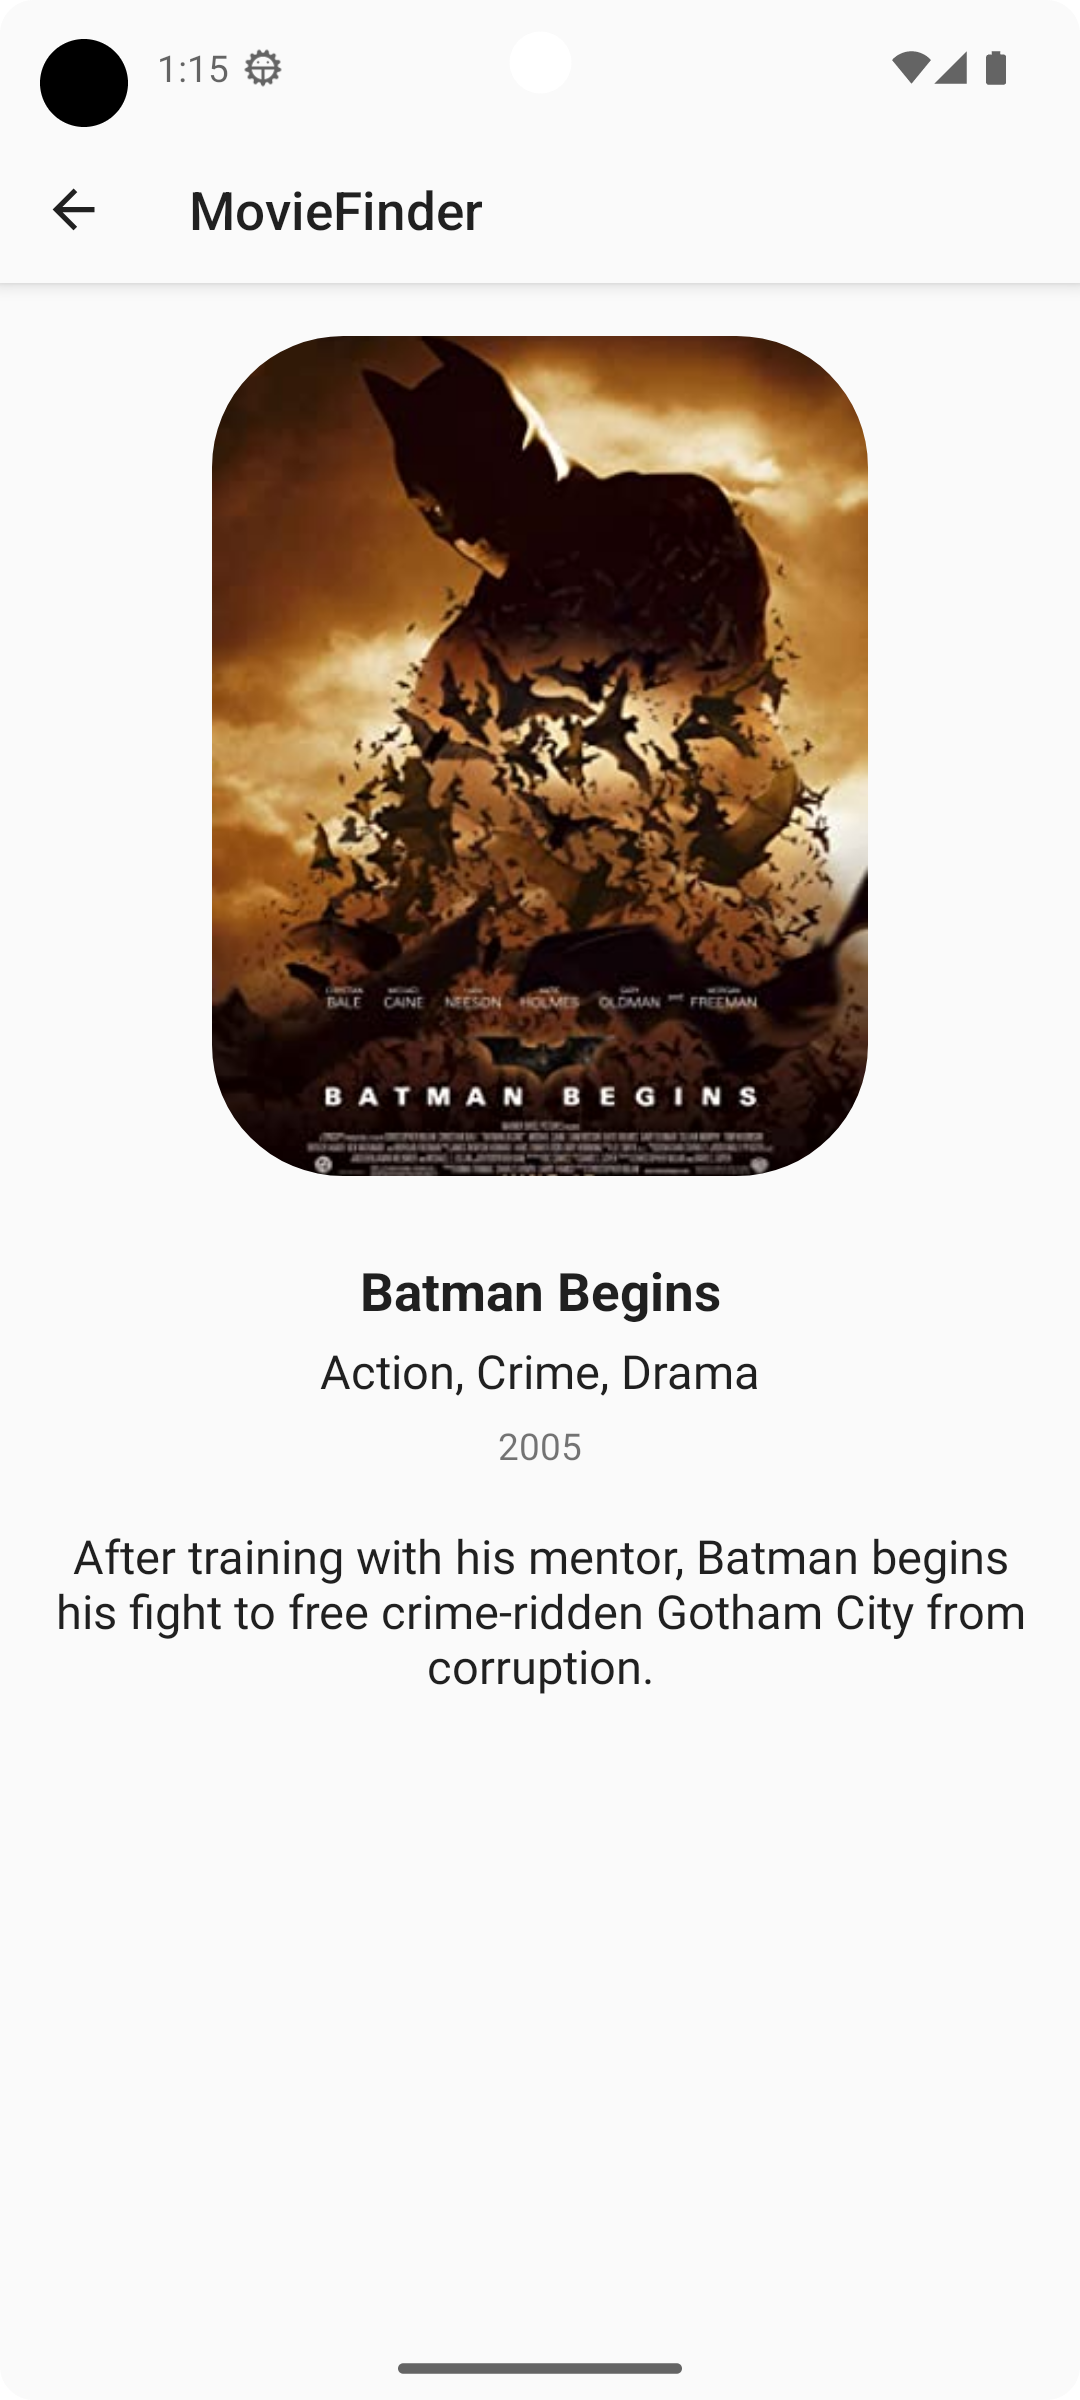 1:15
MovieFinder
BALE CAINE NEESON HOLMES OLDMAN and FREEMAN
BATMAN BEGINS
Batman Begins
Action, Crime, Drama
2005
After training with his mentor, Batman begins
his fight to free crime-ridden Gotham City from
corruption.